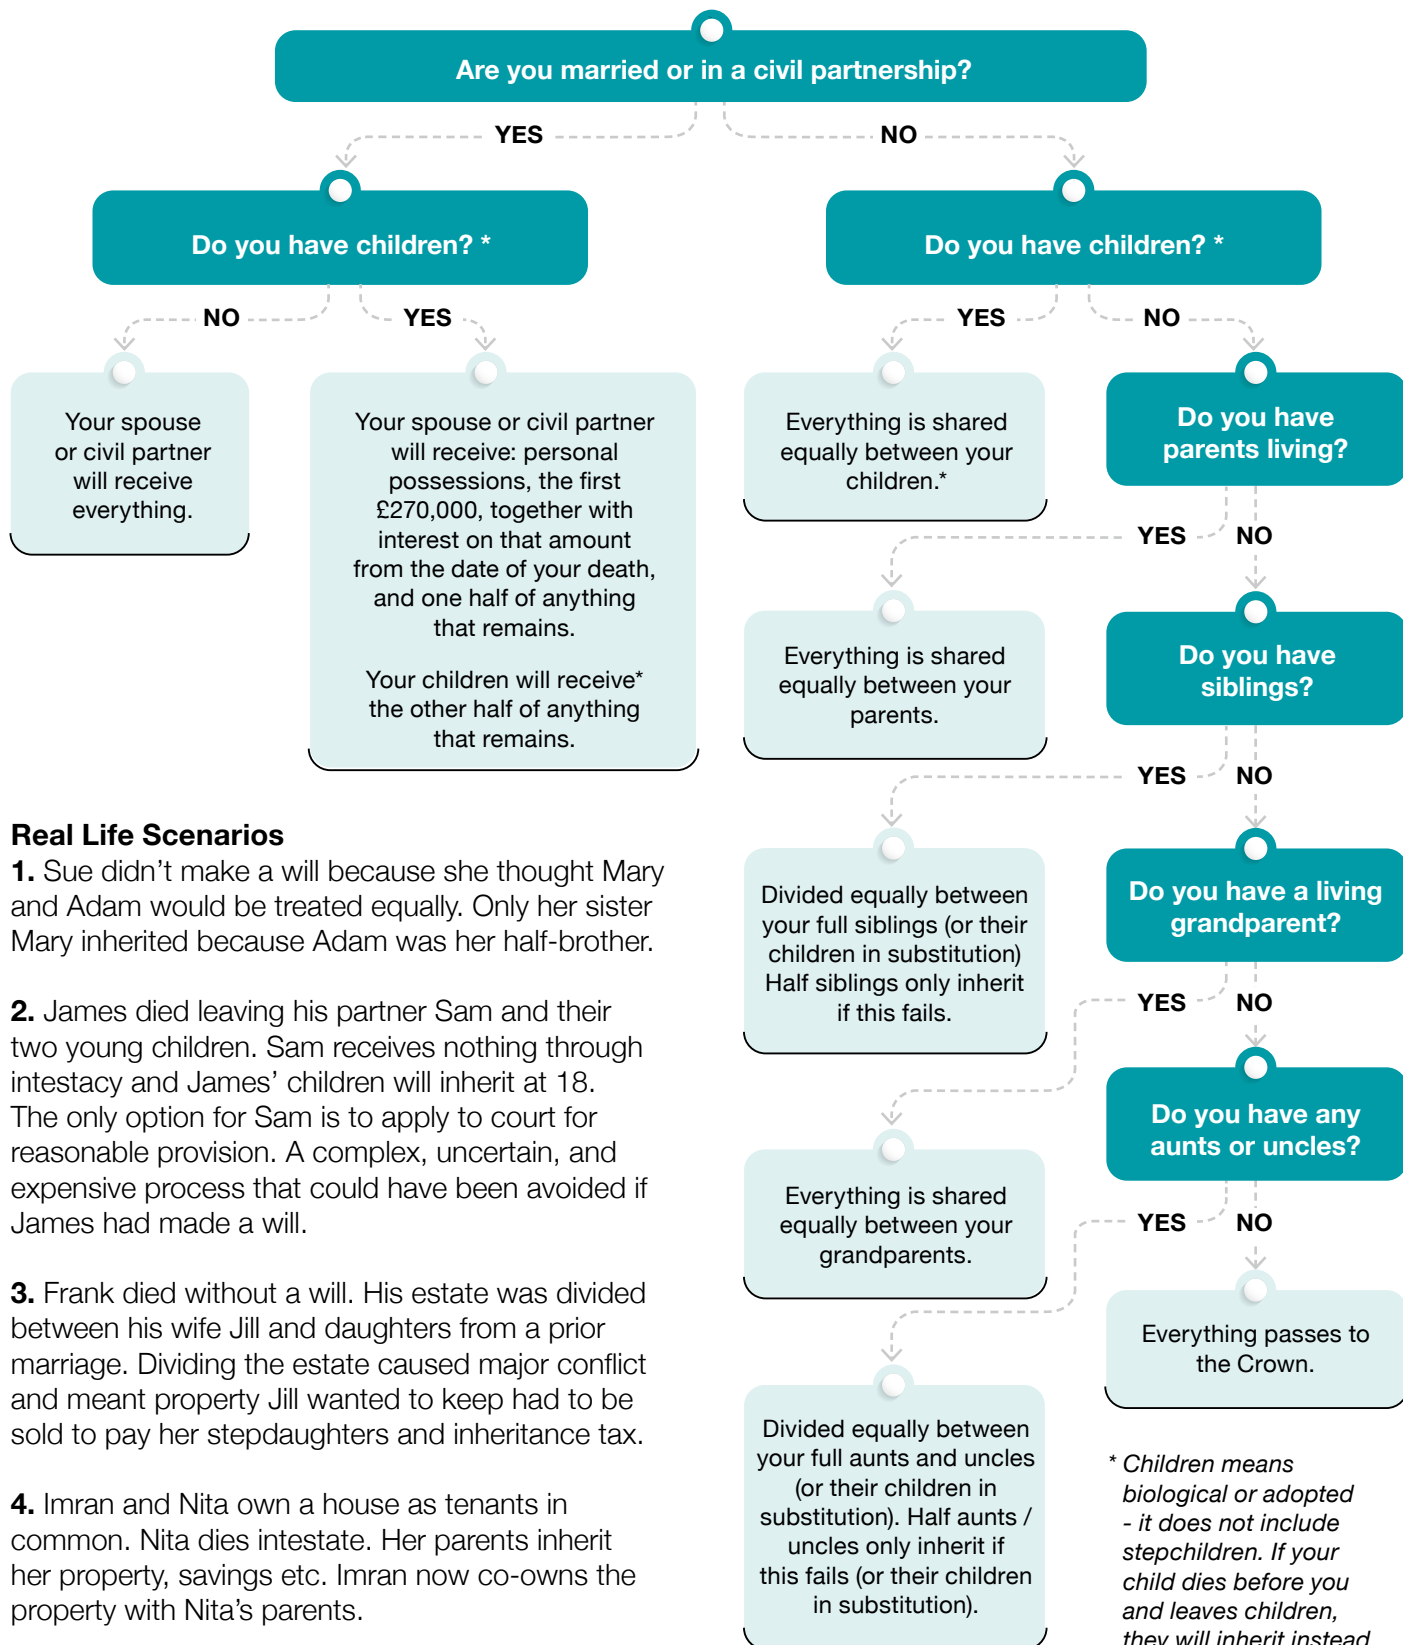 Are you married or in a civil partnership?
YES
NO
Do you have children? *
Do you have children? *
NO
YES
YES
NO
Your spouse
or civil partner
will receive
everything.
Your spouse or civil partner
will receive: personal
possessions, the first
£270,000, together with
interest on that amount
from the date of your death,
and one half of anything
that remains.
Your children will receive*
the other half of anything
that remains.
Everything is shared
equally between your
children.*
Do you have
parents living?
YES
NO
Everything is shared
equally between your
parents.
Do you have
siblings?
YES
NO
Divided equally between
your full siblings (or their
children in substitution)
Half siblings only inherit
if this fails.
Do you have a living
grandparent?
YES
NO
Everything is shared
equally between your
grandparents.
Do you have any
aunts or uncles?
YES
NO
Divided equally between
your full aunts and uncles
(or their children in
substitution). Half aunts /
uncles only inherit if
this fails (or their children
in substitution).
Everything passes to
the Crown.
* Children means
biological or adopted
- it does not include
stepchildren. If your
child dies before you
and leaves children,
they will inherit instead
Real Life Scenarios
1. Sue didn't make a will because she thought Mary
and Adam would be treated equally. Only her sister
Mary inherited because Adam was her half-brother.
2. James died leaving his partner Sam and their
two young children. Sam receives nothing through
intestacy and James' children will inherit at 18.
The only option for Sam is to apply to court for
reasonable provision. A complex, uncertain, and
expensive process that could have been avoided if
James had made a will.
3. Frank died without a will. His estate was divided
between his wife Jill and daughters from a prior
marriage. Dividing the estate caused major conflict
and meant property Jill wanted to keep had to be
sold to pay her stepdaughters and inheritance tax.
4. Imran and Nita own a house as tenants in
common. Nita dies intestate. Her parents inherit
her property, savings etc. Imran now co-owns the
property with Nita's parents.